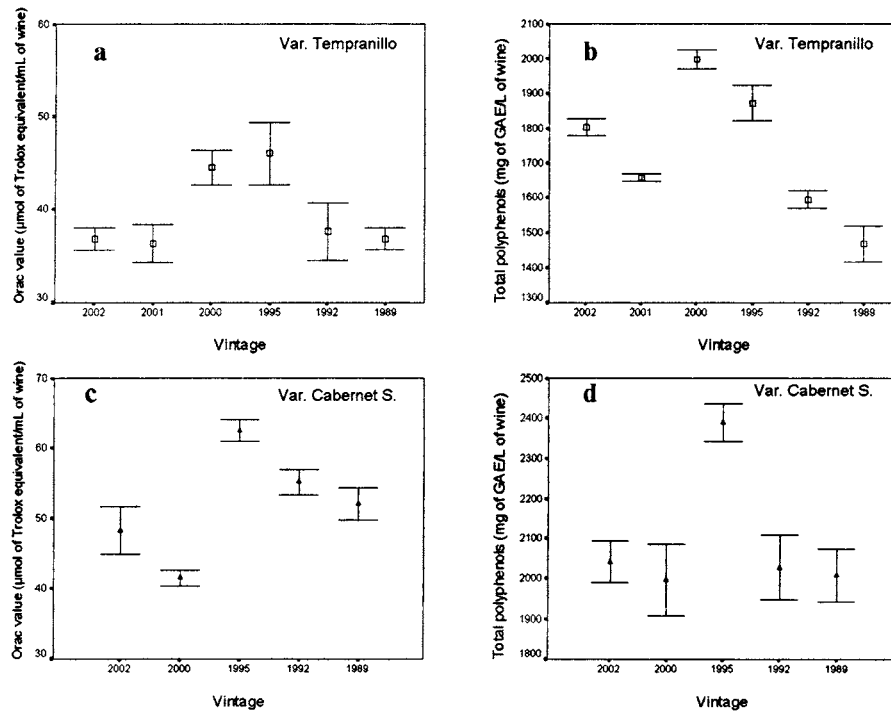 a
Var. Tempranillo
Orac value (µmol of Trolox equivalent/mL of wine)
60
50
40
30
2002 2001 2000 1995 1992 1989
Vintage
b
Var. Tempranillo
Total polyphenols (mg of GAE/L of wine)
2100
2000
1900
1800
1700
1600
1500
1400
1300
2002 2001 2000 1995 1992 1989
Vintage
c
Var. Cabernet S.
Orac value (µmol of Trolox equivalent/mL of wine)
70
60
50
40
30
2002 2000 1995 1992 1989
Vintage
d
Var. Cabernet S.
Total polyphenols (mg of GAE/L of wine)
2500
2400
2300
2200
2100
2000
1900
1800
2002 2000 1995 1992 1989
Vintage